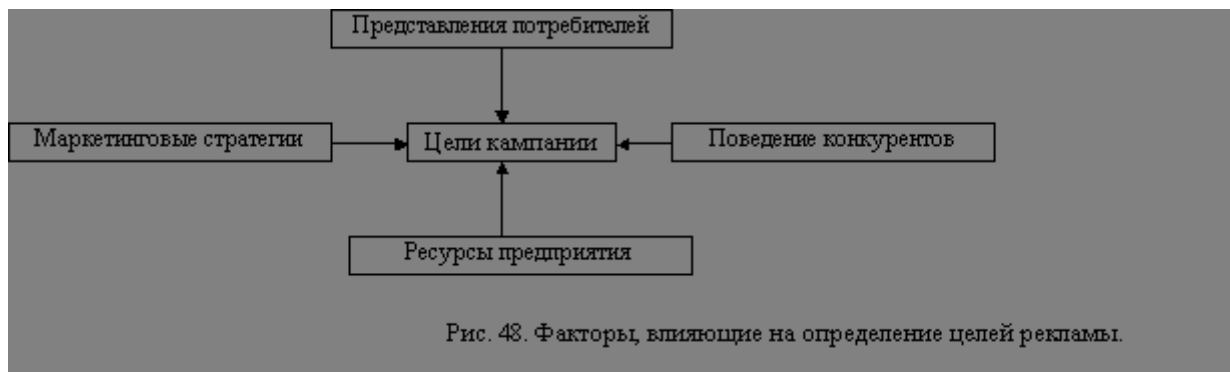 Представления потребителей
Маркетинговые стратегии
Цели кампании
Поведение конкурентов
Ресурсы предприятия
Рис. 48. Факторы, влияющие на определение целей рекламы.